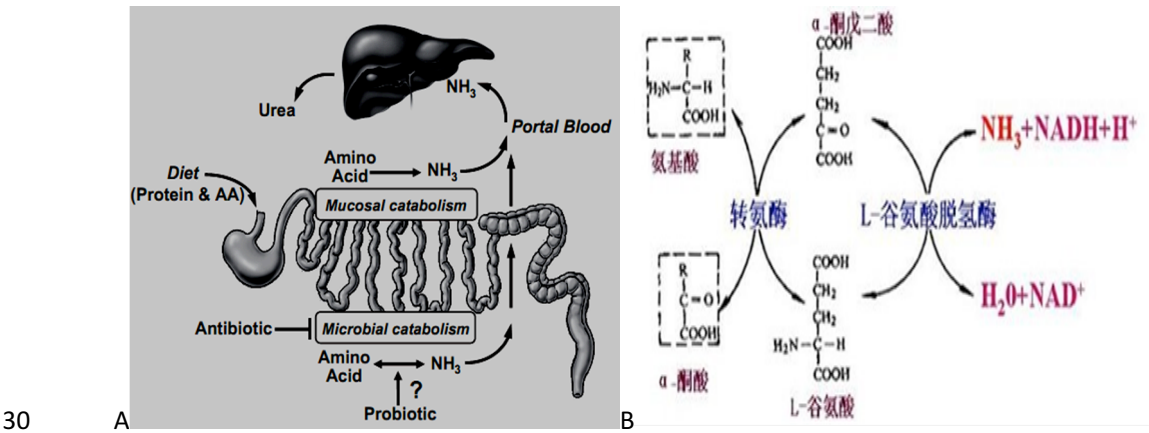 NH₃
Urea
Portal Blood
Amino
Acid
NH₃
Diet
(Protein & AA)
Mucosal catabolism
Antibiotic
Microbial catabolism
Amino
Acid
NH₃
?
Probiotic
30
A
B
α-酮戊二酸
COOH
CH₂
CH₂
C=O
COOH
R
H₂N-C-H
COOH
氨基酸
NH₃+NADH+H⁺
转氨酶
L-谷氨酸脱氢酶
R
C=O
COOH
α-酮酸
COOH
CH₂
CH₂
H₂N-C-H
COOH
L-谷氨酸
H₂O+NAD⁺